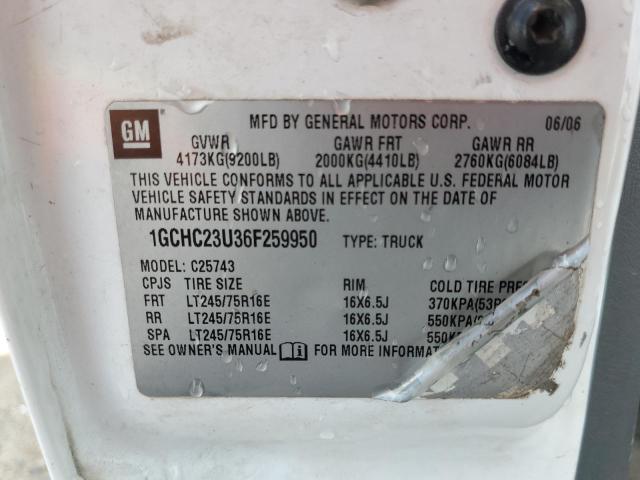 GM
MFD BY GENERAL MOTORS CORP. 06/06
GVWR GAWR FRT GAWR RR
4173KG(9200LB) 2000KG(4410LB) 2760KG(6084LB)
THIS VEHICLE CONFORMS TO ALL APPLICABLE U.S. FEDERAL MOTOR
VEHICLE SAFETY STANDARDS IN EFFECT ON THE DATE OF
MANUFACTURE SHOWN ABOVE.
1GCHC23U36F259950 TYPE: TRUCK
MODEL: C25743
CPJS TIRE SIZE RIM COLD TIRE
FRT LT245/75R16E 16X6.5J 370KPA(53
RR LT245/75R16E 16X6.5J 550KPA
SPA LT245/75R16E 16X6.5J
SEE OWNER'S MANUAL FOR MORE